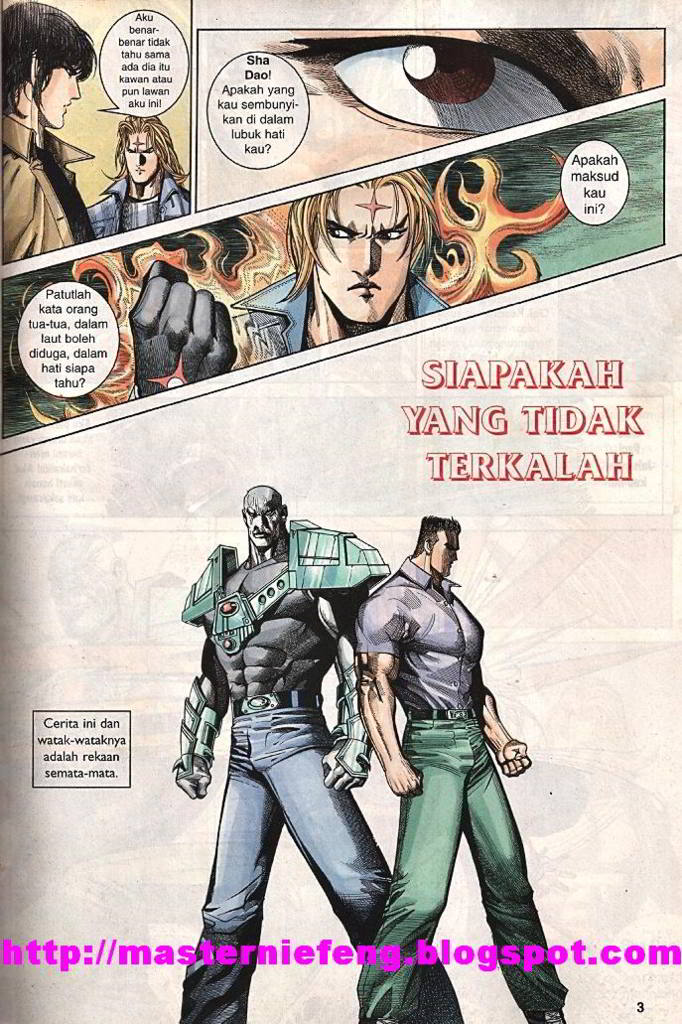 Aku
benar-
benar tidak
tahu sama
ada dia itu
kawan atau
pun lawan
aku ini!
Sha
Dao!
Apakah yang
kau sembunyi-
kan di dalam
lubuk hati
kau?
Apakah
maksud
kau
ini?
Patutlah
kata orang
tua-tua, dalam
laut boleh
diduga, dalam
hati siapa
tahu?
SIAPAKAH
YANG TIDAK
TERKALAH
Cerita ini dan
watak-wataknya
adalah rekaan
semata-mata.
http://masterniefeng.blogspot.com
3